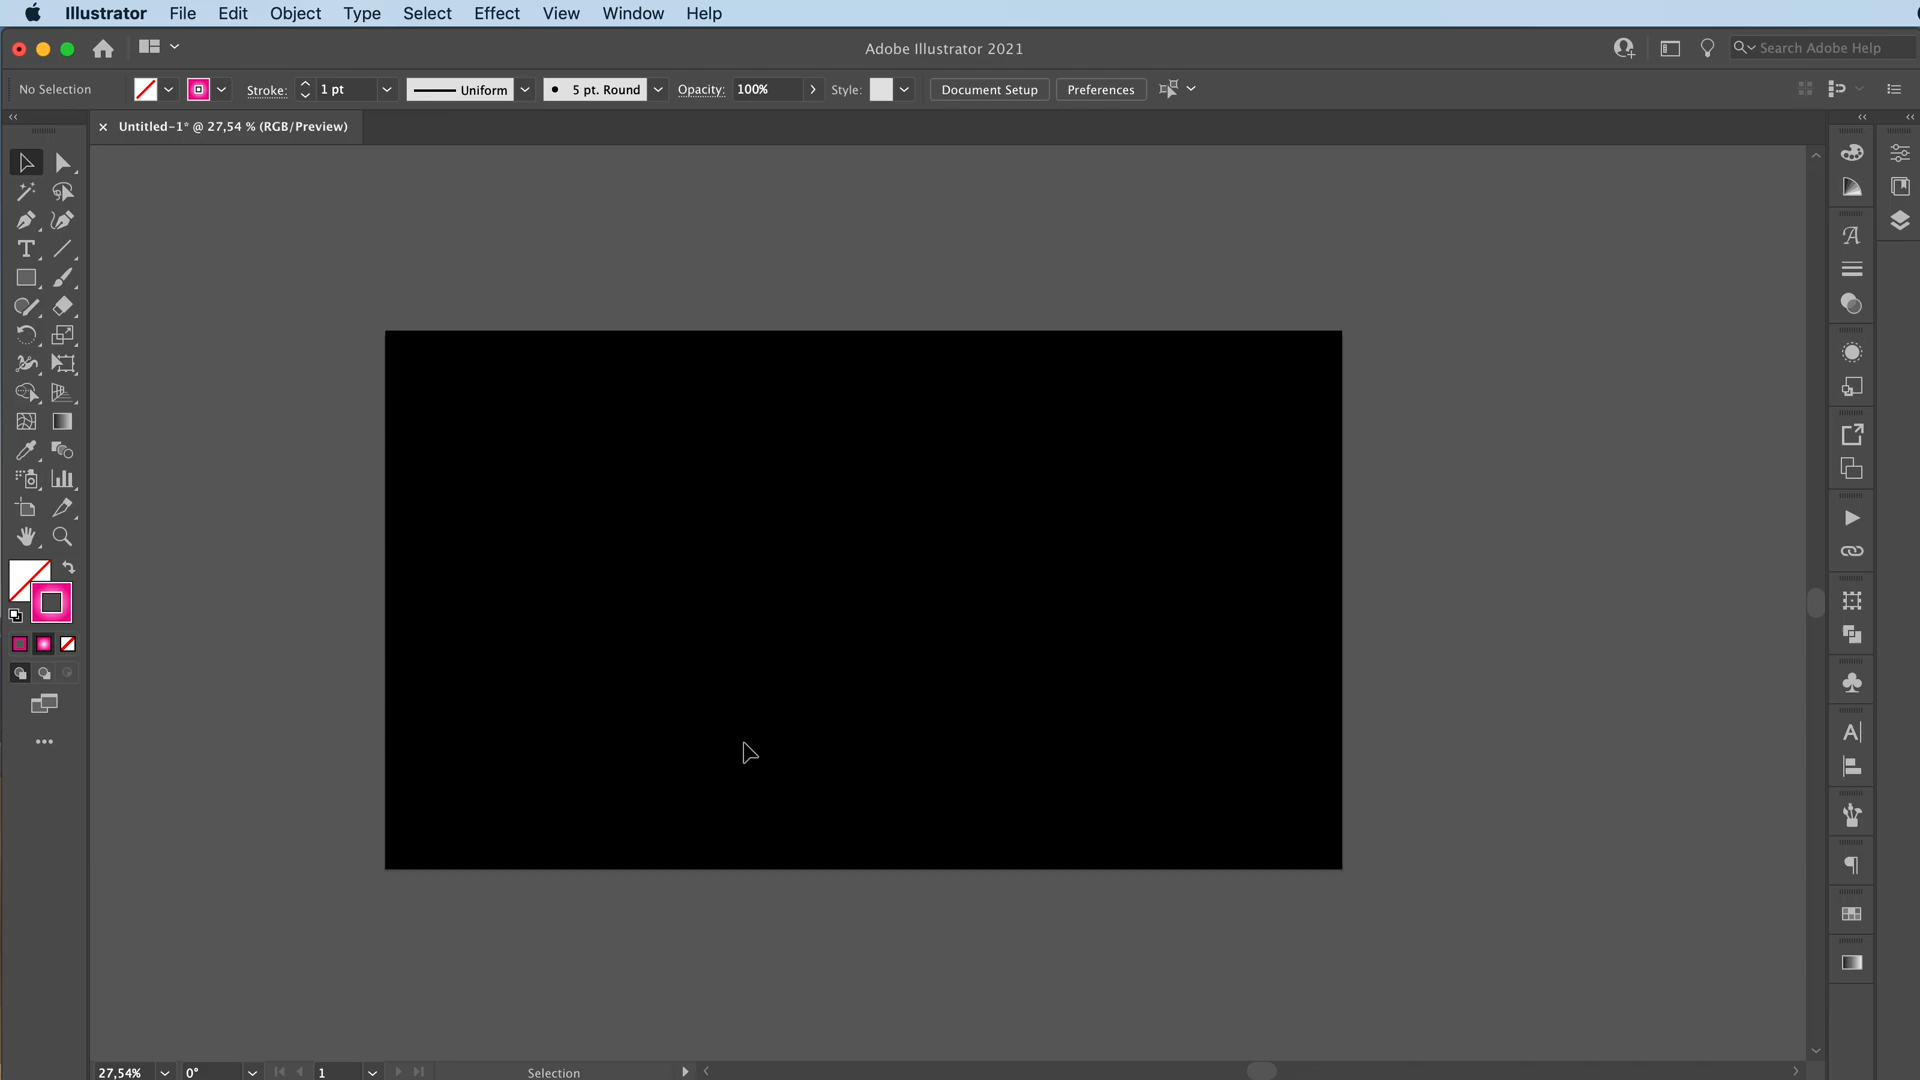 Illustrator File Edit Object Type Select Effect View Window Help
Adobe Illustrator 2021
Search Adobe Help
No Selection Stroke: 1 pt Uniform 5 pt. Round Opacity: 100% Style: Document Setup Preferences
Untitled-1* @ 27,54 % (RGB/Preview)
27,54% 0° 1 Selection